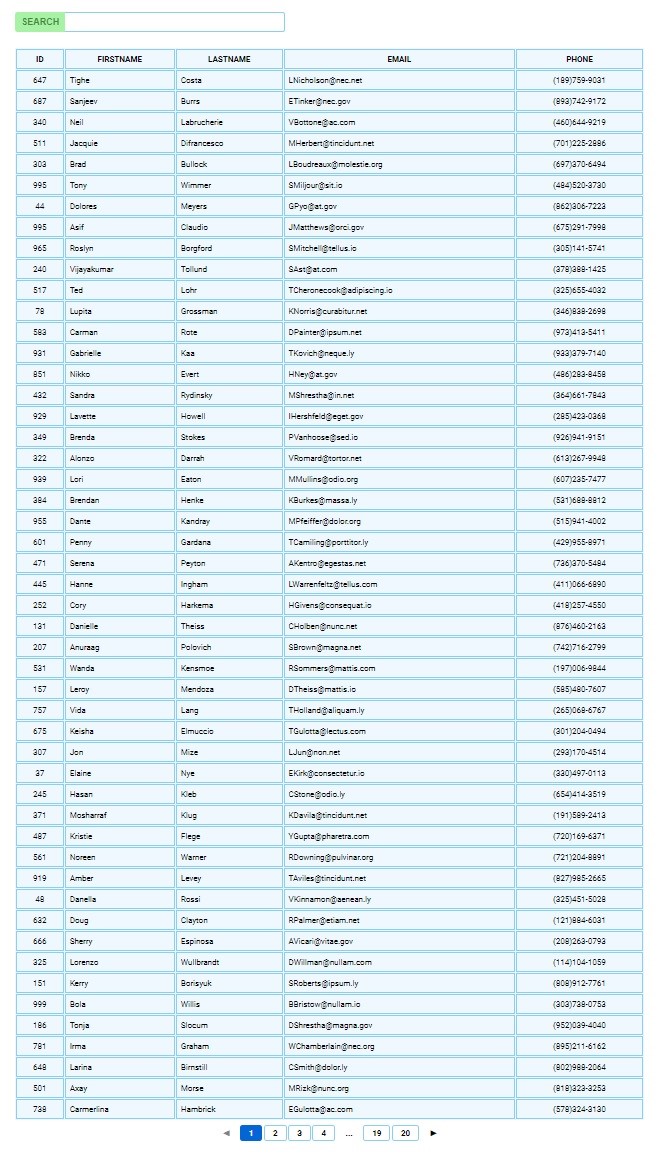 SEARCH
ID FIRSTNAME LASTNAME EMAIL PHONE
647 Tighe Costa LNicholson@nec.net (189)759-9031
687 Sanjeev Burrs ETinker@nec.gov (893)742-9172
340 Neil Labrucherie VBottone@ac.com (460)644-9219
511 Jacquie Difrancesco MHerbert@tincidunt.net (701)225-2886
303 Brad Bullock LBoudreaux@molestie.org (697)370-6494
995 Tony Wimmer SMiljour@sit.io (484)520-3730
44 Dolores Meyers GPyo@at.gov (862)306-7223
995 Asif Claudio JMatthews@orci.gov (675)291-7998
965 Roslyn Borgford SMitchell@tellus.io (305)141-5741
240 Vijayakumar Tollund SAst@at.com (378)388-1425
517 Ted Lohr TCheronecook@adipiscing.io (325)655-4032
78 Lupita Grossman KNorris@curabitur.net (346)838-2698
583 Carman Rote DPainter@ipsum.net (973)413-5411
931 Gabrielle Kaa TKovich@neque.ly (933)379-7140
851 Nikko Evert HNey@at.gov (486)283-8458
432 Sandra Rydinsky MShrestha@in.net (364)661-7843
929 Lavette Howell IHershfeld@eget.gov (285)423-0368
349 Brenda Stokes PVanhoose@sed.io (926)941-9151
322 Alonzo Darrah VRomard@tortor.net (613)267-9948
939 Lori Eaton MMullins@odio.org (607)235-7477
384 Brendan Henke KBurkes@massa.ly (531)688-8812
955 Dante Kandray MPfeiffer@dolor.org (515)941-4002
601 Penny Gardana TCamiling@porttitor.ly (429)955-8971
471 Serena Peyton AKentro@egestas.net (736)370-5484
445 Hanne Ingham LWarrenfeltz@tellus.com (411)066-6890
252 Cory Harkema HGivens@consequat.io (418)257-4550
131 Danielle Theiss CHolben@nunc.net (876)460-2163
207 Anuraag Polovich SBrown@magna.net (742)716-2799
531 Wanda Kensmoe RSommers@mattis.com (197)006-9844
157 Leroy Mendoza DTheiss@mattis.io (585)480-7607
757 Vida Lang THolland@aliquam.ly (265)068-6767
675 Keisha Elmuccio TGulotta@lectus.com (301)204-0494
307 Jon Mize LJun@non.net (293)170-4514
37 Elaine Nye EKirk@consectetur.io (330)497-0113
245 Hasan Kleb CStone@odio.ly (654)414-3519
371 Mosharraf Klug KDavila@tincidunt.net (191)589-2413
487 Kristie Flege YGupta@pharetra.com (720)169-6371
561 Noreen Warner RDowning@pulvinar.org (721)204-8891
919 Amber Levey TAviles@tincidunt.net (827)985-2665
48 Danella Rossi VKinnamon@aenean.ly (325)451-5028
632 Doug Clayton RPalmer@etiam.net (121)884-6031
666 Sherry Espinosa AVicari@vitae.gov (208)263-0793
325 Lorenzo Wullbrandt DWillman@nullam.com (114)104-1059
151 Kerry Borisyuk SRoberts@ipsum.ly (808)912-7761
999 Bola Willis BBristow@nullam.io (303)738-0753
186 Tonja Slocum DShrestha@magna.gov (952)039-4040
781 Irma Graham WChamberlain@nec.org (895)211-6162
648 Larina Birnstill CSmith@dolor.ly (802)988-2064
501 Axay Morse MRizk@nunc.org (818)323-3253
738 Carmerlina Hambrick EGulotta@ac.com (578)324-3130
◄ 1 2 3 4 ... 19 20 ►